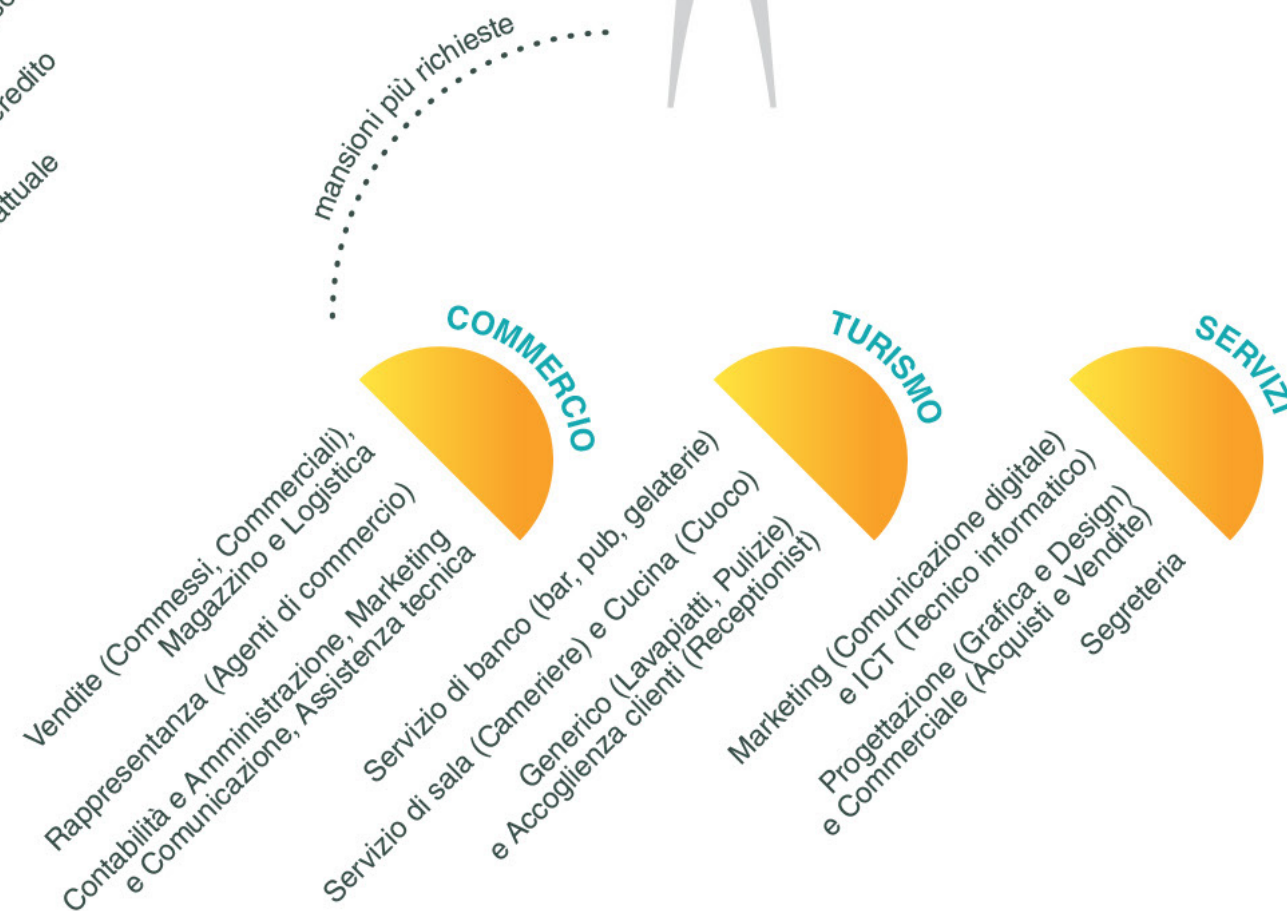 redito
attuale
mansioni più richieste
COMMERCIO
Vendite (Commessi, Commerciali),
Magazzino e Logistica
Rappresentanza (Agenti di commercio)
Contabilità e Amministrazione, Marketing
e Comunicazione, Assistenza tecnica
TURISMO
Servizio di banco (bar, pub, gelaterie)
Servizio di sala (Cameriere) e Cucina (Cuoco)
Generico (Lavapiatti, Pulizie)
e Accoglienza clienti (Receptionist)
SERVIZI
Marketing (Comunicazione digitale)
e ICT (Tecnico informatico)
Progettazione (Grafica e Design)
e Commerciale (Acquisti e Vendite)
Segreteria